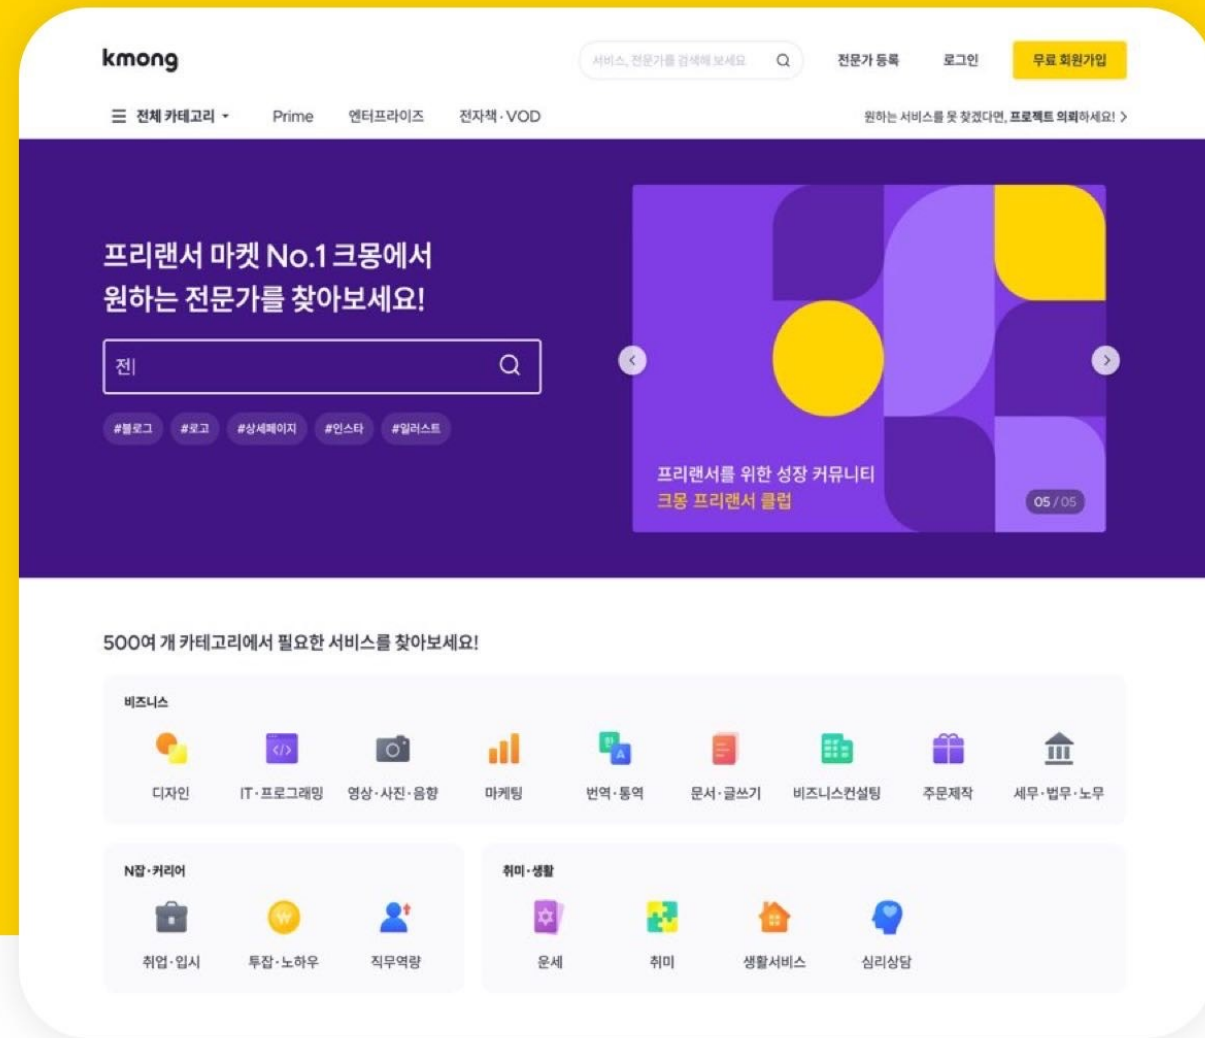 kmong
서비스, 전문가를 검색해 보세요
전문가 등록
로그인
무료 회원가입
전체 카테고리
Prime
엔터프라이즈
전자책·VOD
원하는 서비스를 못 찾겠다면, 프로젝트 의뢰하세요!
프리랜서 마켓 No.1 크몽에서
원하는 전문가를 찾아보세요!
전
#블로그
#로고
#상세페이지
#인스타
#일러스트
프리랜서를 위한 성장 커뮤니티
크몽 프리랜서 클럽
05 / 05
500여 개 카테고리에서 필요한 서비스를 찾아보세요!
비즈니스
</>
한
A
디자인
IT·프로그래밍
영상·사진·음향
마케팅
번역·통역
문서·글쓰기
비즈니스컨설팅
주문제작
세무·법무·노무
N잡·커리어
W
취업·입시
투잡·노하우
직무역량
취미·생활
운세
취미
생활서비스
심리상담